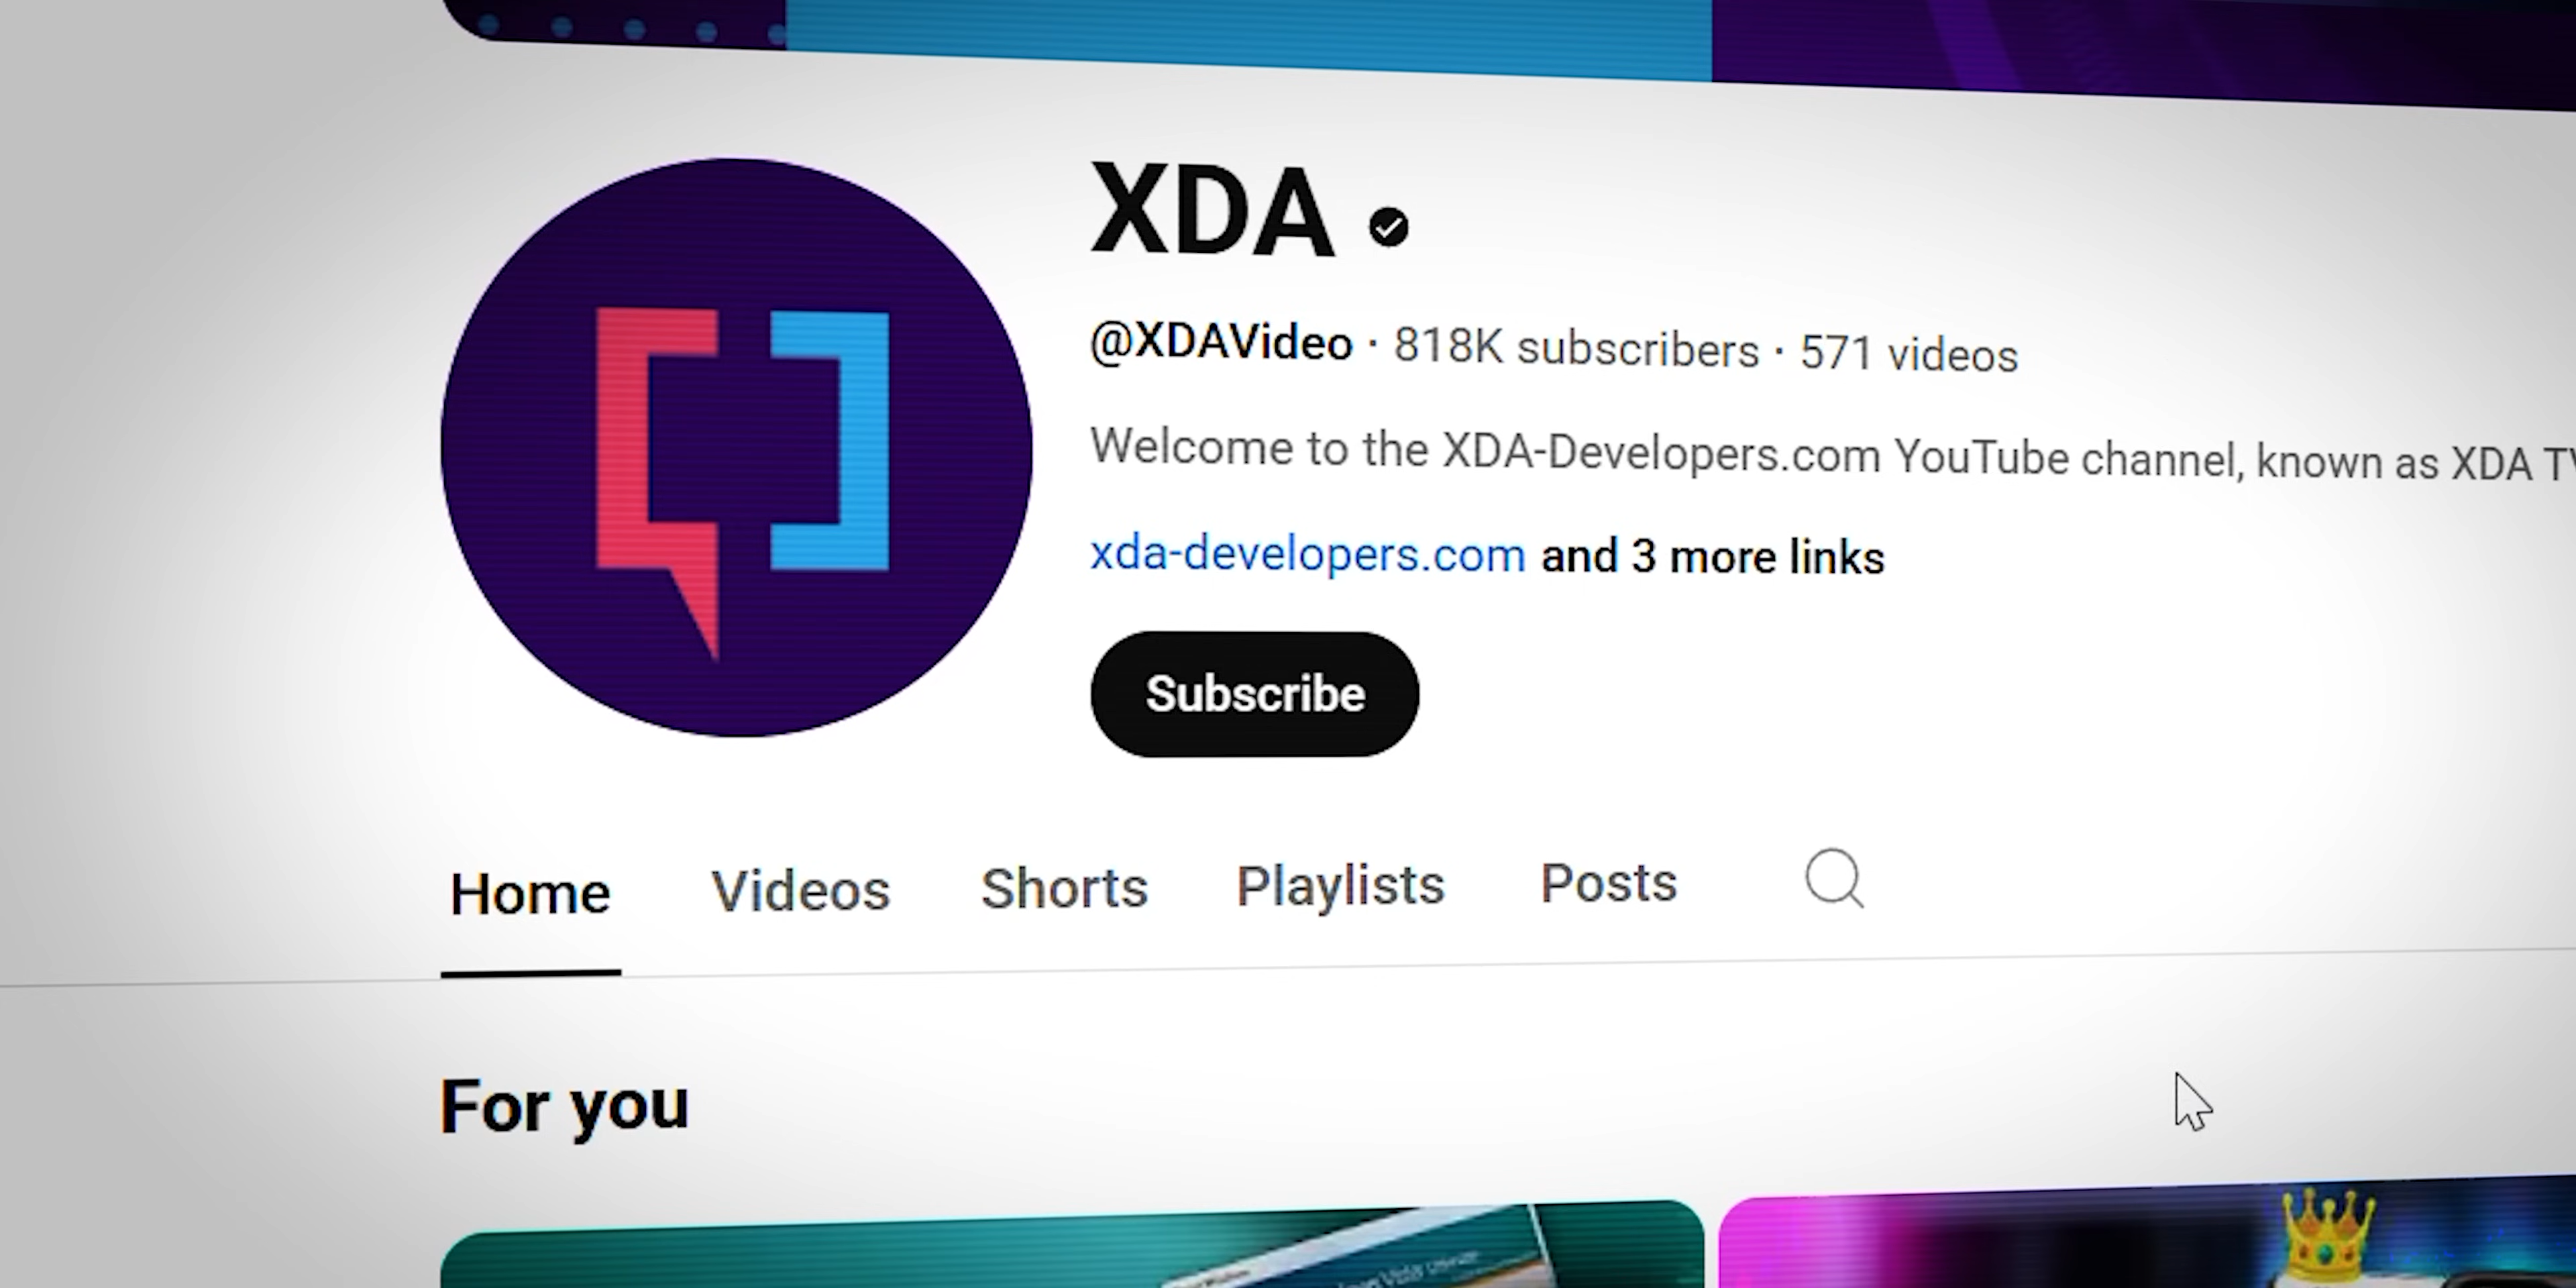 XDA
@XDAVideo · 818K subscribers · 571 videos
Welcome to the XDA-Developers.com YouTube channel, known as XDA TV
xda-developers.com and 3 more links
Subscribe
Home Videos Shorts Playlists Posts
For you